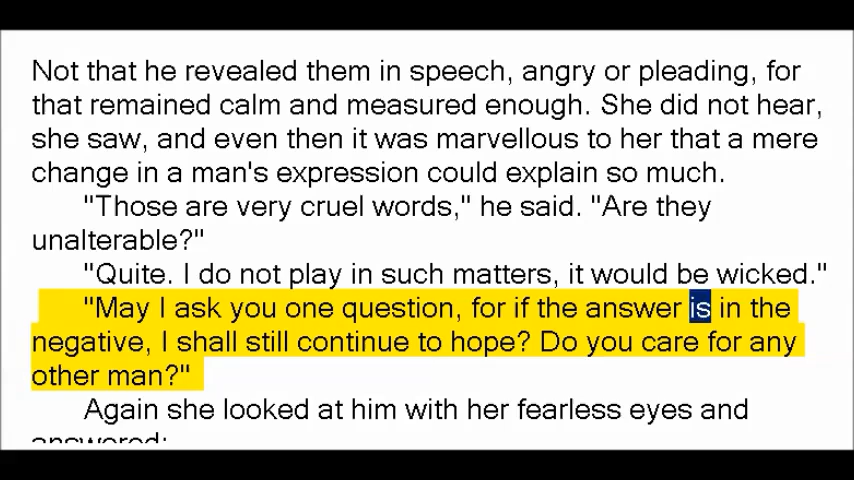 Not that he revealed them in speech, angry or pleading, for
that remained calm and measured enough. She did not hear,
she saw, and even then it was marvellous to her that a mere
change in a man's expression could explain so much.
"Those are very cruel words," he said. "Are they
unalterable?"
"Quite. I do not play in such matters, it would be wicked."
"May I ask you one question, for if the answer is in the
negative, I shall still continue to hope? Do you care for any
other man?"
Again she looked at him with her fearless eyes and
answered: